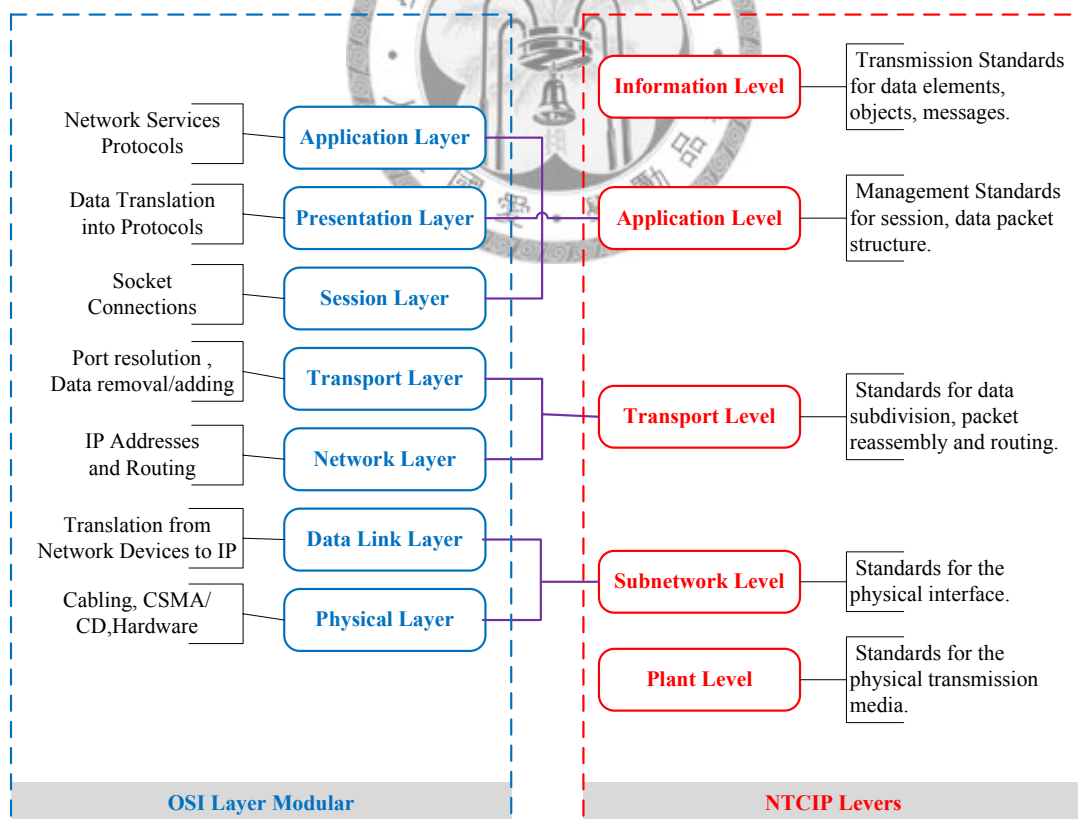 Network Services
Protocols
Application Layer
Data Translation
into Protocols
Presentation Layer
Socket
Connections
Session Layer
Port resolution ,
Data removal/adding
Transport Layer
IP Addresses
and Routing
Network Layer
Translation from
Network Devices to IP
Data Link Layer
Cabling, CSMA/
CD,Hardware
Physical Layer
OSI Layer Modular
Information Level
Transmission Standards
for data elements,
objects, messages.
Application Level
Management Standards
for session, data packet
structure.
Transport Level
Standards for data
subdivision, packet
reassembly and routing.
Subnetwork Level
Standards for the
physical interface.
Plant Level
Standards for the
physical transmission
media.
NTCIP Levers